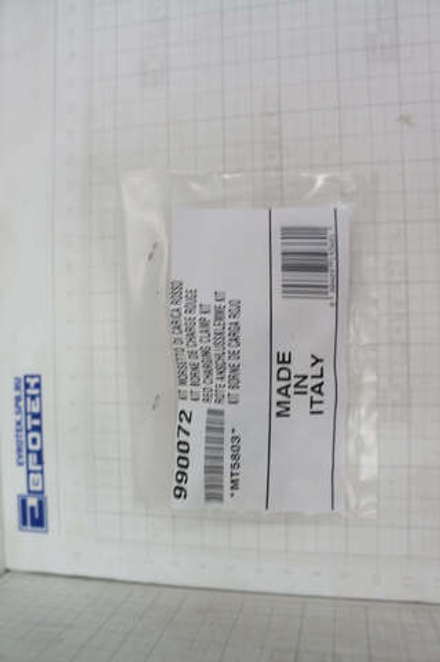 EVROTEK.SPB.RU
ЕВРОТЕК
990072
KIT MORSETTO DI CARICA ROSSO
KIT BORNE DE CHARGE ROUGE
RED CHARGING CLAMP KIT
ROTE ANSCHLUSSKLEMME KIT
KIT BORNE DE CARGA ROJO
*MT5803*
MADE
IN
ITALY